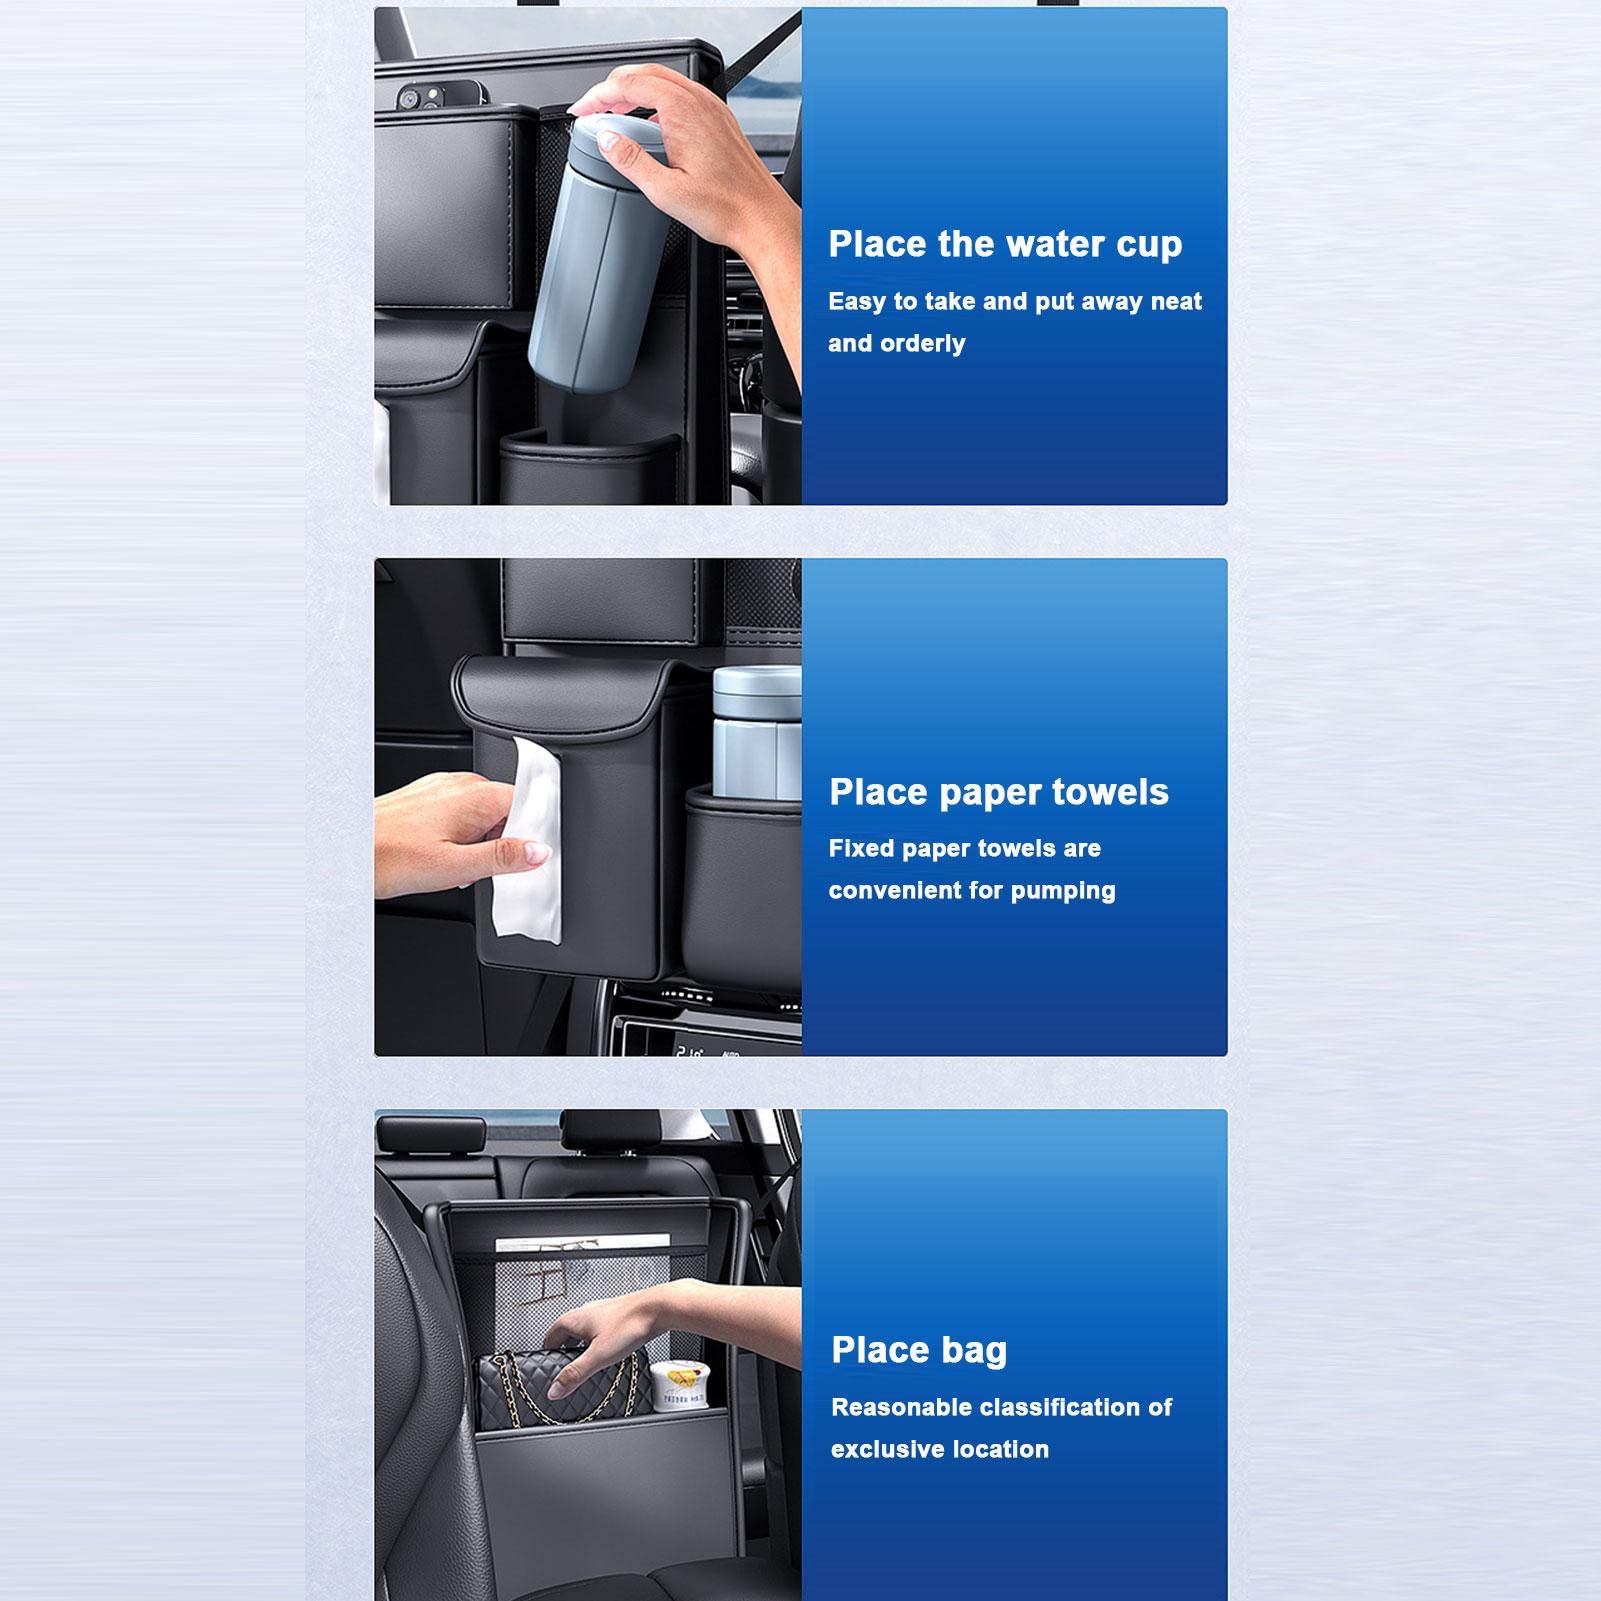 Place the water cup
Easy to take and put away neat
and orderly
Place paper towels
Fixed paper towels are
convenient for pumping
Place bag
Reasonable classification of
exclusive location